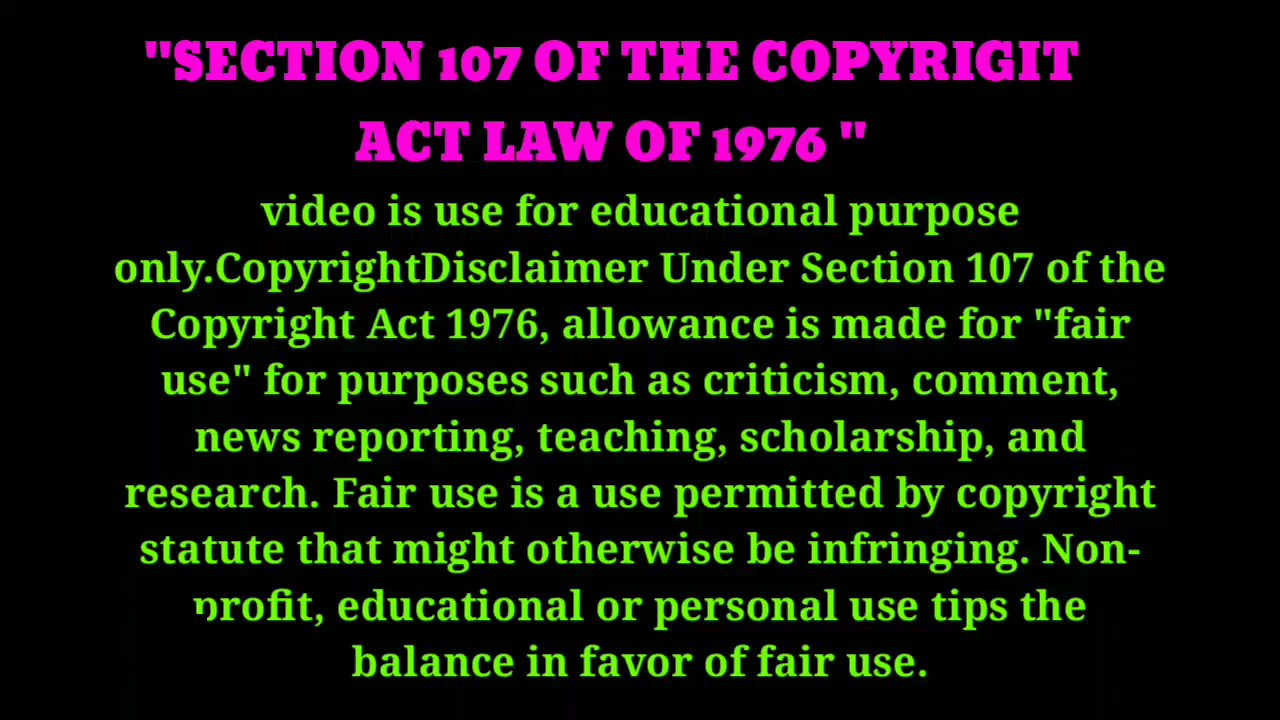 "SECTION 107 OF THE COPYRIGIT
ACT LAW OF 1976 "
video is use for educational purpose
only.CopyrightDisclaimer Under Section 107 of the
Copyright Act 1976, allowance is made for "fair
use" for purposes such as criticism, comment,
news reporting, teaching, scholarship, and
research. Fair use is a use permitted by copyright
statute that might otherwise be infringing. Non-
profit, educational or personal use tips the
balance in favor of fair use.